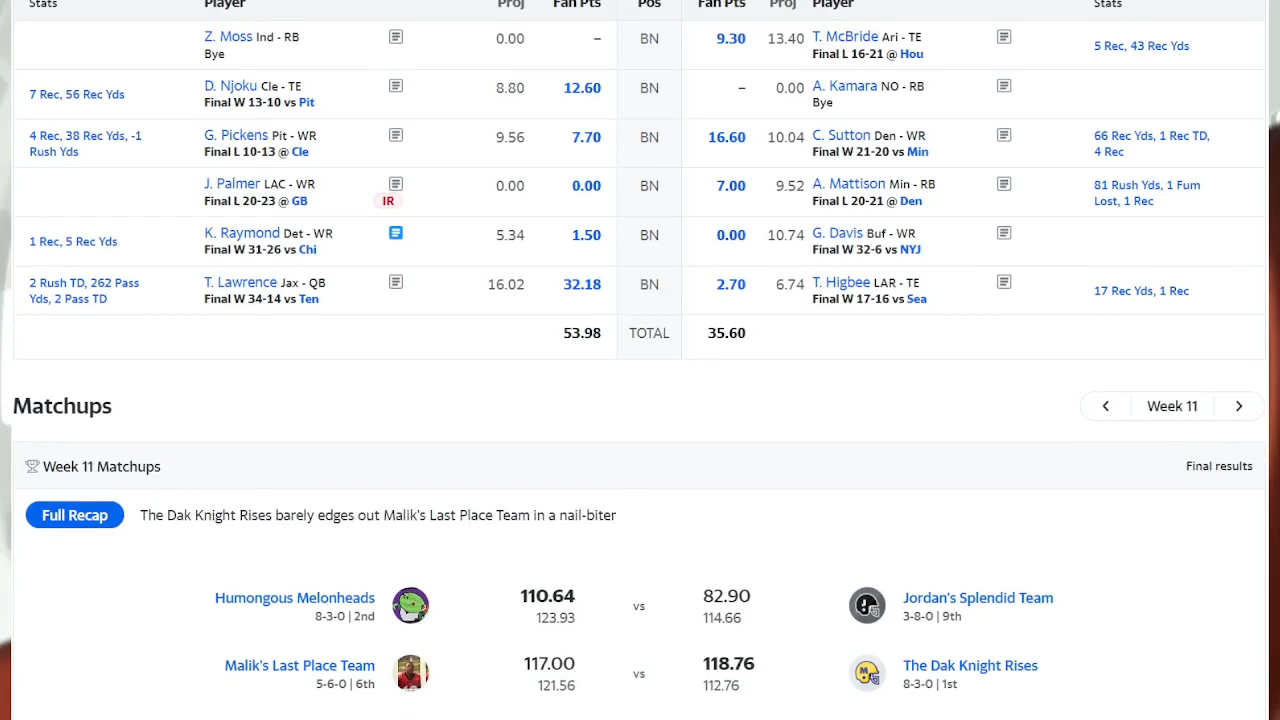 Stats Player Proj Fan Pts Pos Fan Pts Proj Player Stats
Z. Moss Ind - RB 0.00 – BN 9.30 13.40 T. McBride Ari - TE 5 Rec, 43 Rec Yds
Bye Final L 16-21 @ Hou
7 Rec, 56 Rec Yds D. Njoku Cle - TE 8.80 12.60 BN – 0.00 A. Kamara NO - RB
Final W 13-10 vs Pit Bye
4 Rec, 38 Rec Yds, -1 G. Pickens Pit - WR 9.56 7.70 BN 16.60 10.04 C. Sutton Den - WR 66 Rec Yds, 1 Rec TD,
Rush Yds Final L 10-13 @ Cle Final W 21-20 vs Min 4 Rec
J. Palmer LAC - WR 0.00 0.00 BN 7.00 9.52 A. Mattison Min - RB 81 Rush Yds, 1 Fum
Final L 20-23 @ GB IR Final L 20-21 @ Den Lost, 1 Rec
1 Rec, 5 Rec Yds K. Raymond Det - WR 5.34 1.50 BN 0.00 10.74 G. Davis Buf - WR
Final W 31-26 vs Chi Final W 32-6 vs NYJ
2 Rush TD, 262 Pass T. Lawrence Jax - QB 16.02 32.18 BN 2.70 6.74 T. Higbee LAR - TE 17 Rec Yds, 1 Rec
Yds, 2 Pass TD Final W 34-14 vs Ten Final W 17-16 vs Sea
53.98 TOTAL 35.60
Matchups Week 11
Week 11 Matchups Final results
Full Recap The Dak Knight Rises barely edges out Malik's Last Place Team in a nail-biter
Humongous Melonheads 110.64 vs 82.90 Jordan's Splendid Team
8-3-0 | 2nd 123.93 114.66 3-8-0 | 9th
Malik's Last Place Team 117.00 vs 118.76 The Dak Knight Rises
5-6-0 | 6th 121.56 112.76 8-3-0 | 1st